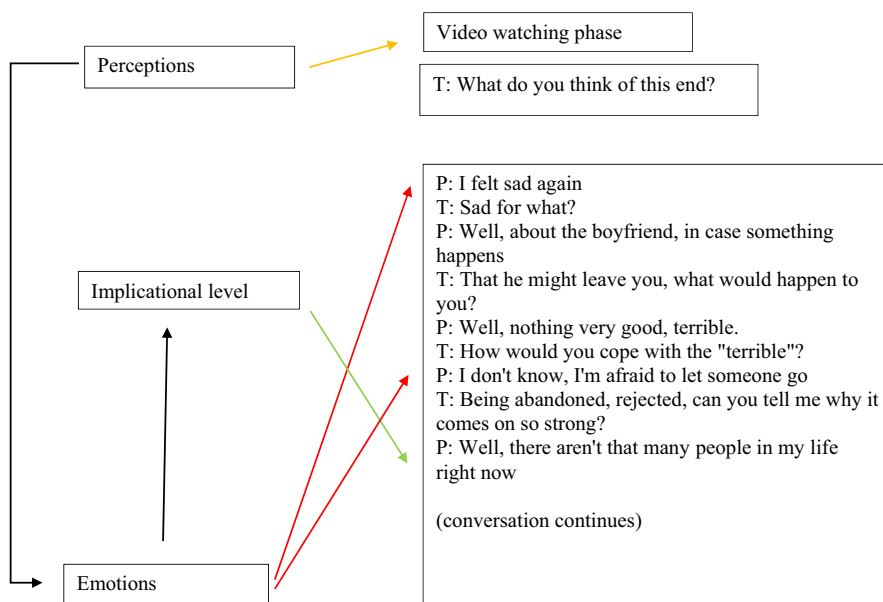 Video watching phase
Perceptions
T: What do you think of this end?
P: I felt sad again
T: Sad for what?
P: Well, about the boyfriend, in case something
happens
T: That he might leave you, what would happen to
you?
P: Well, nothing very good, terrible.
T: How would you cope with the "terrible"?
P: I don't know, I'm afraid to let someone go
T: Being abandoned, rejected, can you tell me why it
comes on so strong?
P: Well, there aren't that many people in my life
right now
(conversation continues)
Implicational level
Emotions